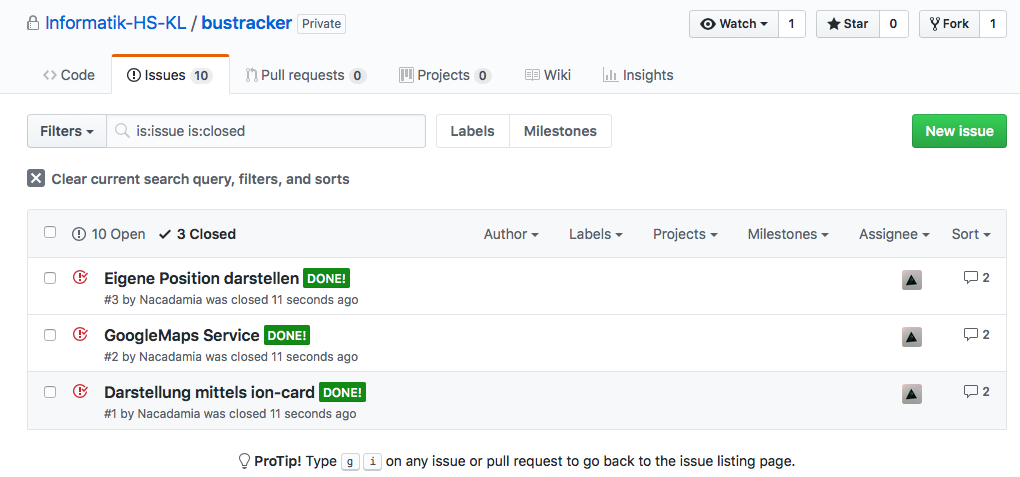 Informatik-HS-KL / bustracker Private Watch 1 Star 0 Fork 1
Code Issues 10 Pull requests 0 Projects 0 Wiki Insights
Filters is:issue is:closed Labels Milestones New issue
Clear current search query, filters, and sorts
10 Open 3 Closed Author Labels Projects Milestones Assignee Sort
Eigene Position darstellen DONE! 2
#3 by Nacadamia was closed 11 seconds ago
GoogleMaps Service DONE! 2
#2 by Nacadamia was closed 11 seconds ago
Darstellung mittels ion-card DONE! 2
#1 by Nacadamia was closed 11 seconds ago
ProTip! Type g i on any issue or pull request to go back to the issue listing page.